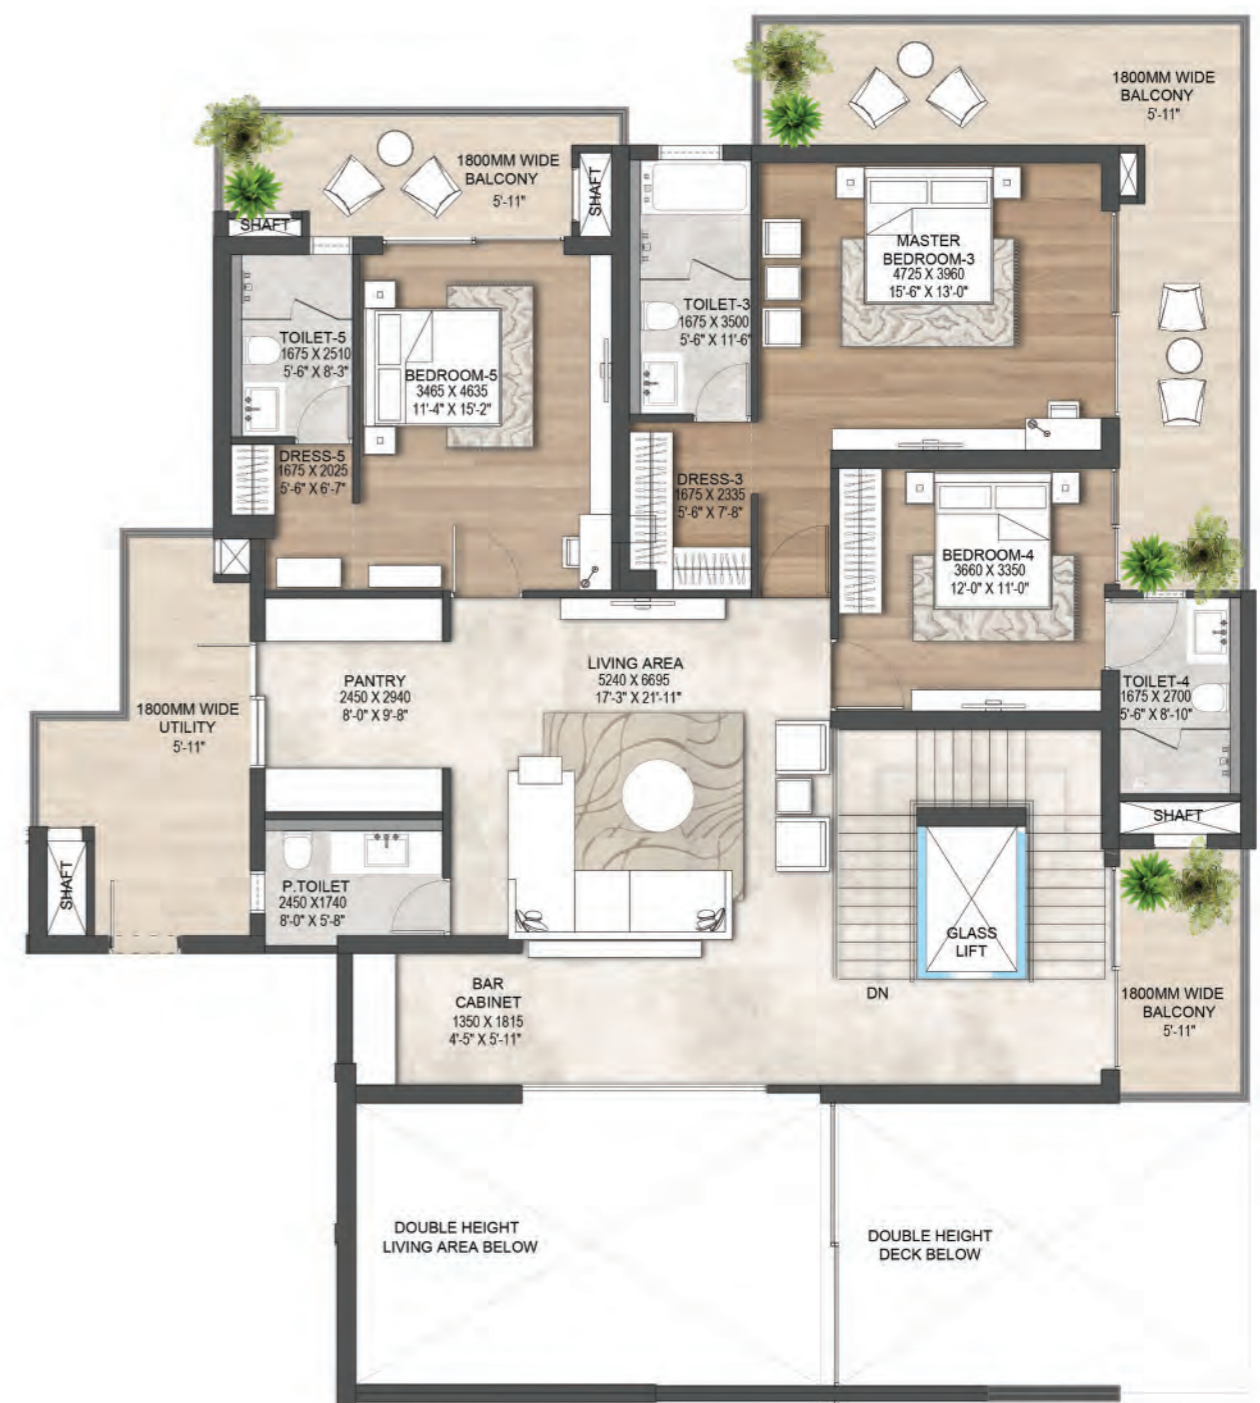 1800MM WIDE
BALCONY
5'-11"
1800MM WIDE
BALCONY
5'-11"
SHAFT
SHAFT
MASTER
BEDROOM-3
4725 X 3960
15'-6" X 13'-0"
TOILET-3
1675 X 3500
5'-6" X 11'-6"
TOILET-5
1675 X 2510
5'-6" X 8'-3"
BEDROOM-5
3465 X 4635
11'-4" X 15'-2"
DRESS-5
1675 X 2025
5'-6" X 6'-7"
DRESS-3
1675 X 2335
5'-6" X 7'-8"
BEDROOM-4
3660 X 3350
12'-0" X 11'-0"
LIVING AREA
5240 X 6695
17'-3" X 21'-11"
PANTRY
2450 X 2940
8'-0" X 9'-8"
TOILET-4
1675 X 2700
5'-6" X 8'-10"
1800MM WIDE
UTILITY
5'-11"
SHAFT
SHAFT
P.TOILET
2450 X1740
8'-0" X 5'-8"
GLASS
LIFT
BAR
CABINET
1350 X 1815
4'-5" X 5'-11"
DN
1800MM WIDE
BALCONY
5'-11"
DOUBLE HEIGHT
LIVING AREA BELOW
DOUBLE HEIGHT
DECK BELOW